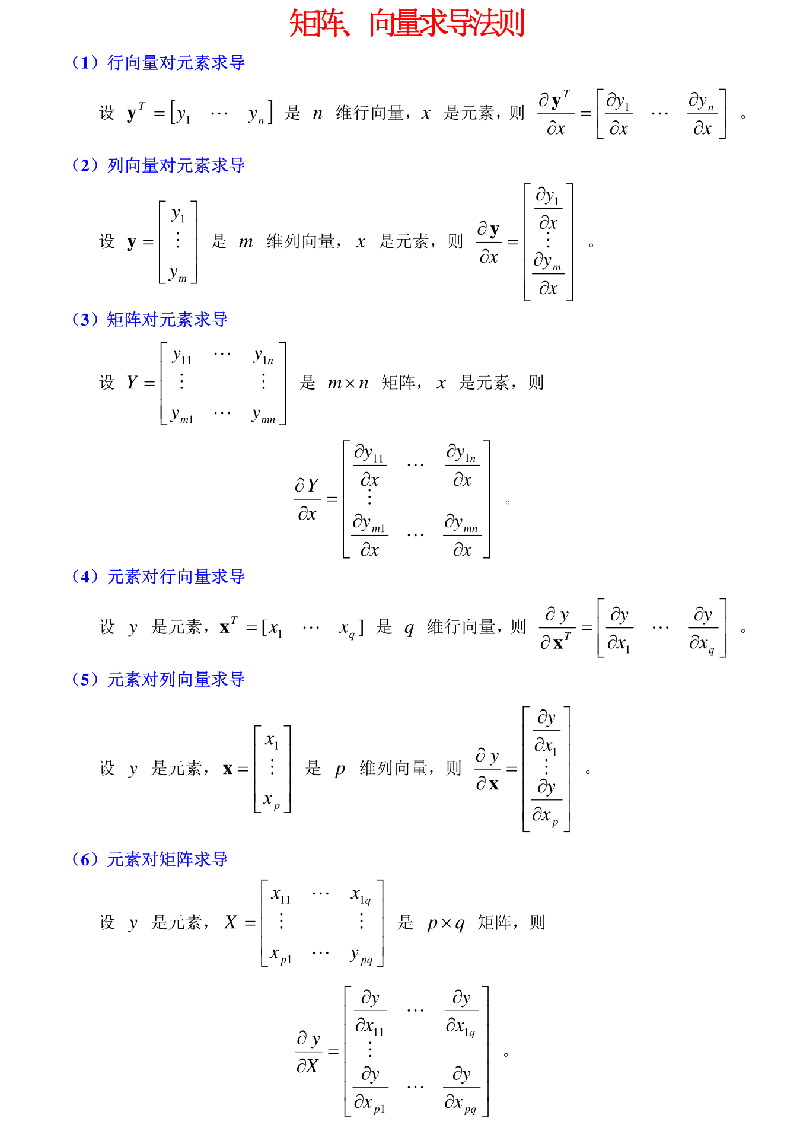 矩阵、向量求导法则
（1）行向量对元素求导
设 $\mathbf{y}^T = \begin{bmatrix} y_1 & \cdots & y_n \end{bmatrix}$ 是 $n$ 维行向量，$x$ 是元素，则 $\frac{\partial \mathbf{y}^T}{\partial x} = \begin{bmatrix} \frac{\partial y_1}{\partial x} & \cdots & \frac{\partial y_n}{\partial x} \end{bmatrix}$。
（2）列向量对元素求导
设 $\mathbf{y} = \begin{bmatrix} y_1 \\ \vdots \\ y_m \end{bmatrix}$ 是 $m$ 维列向量，$x$ 是元素，则 $\frac{\partial \mathbf{y}}{\partial x} = \begin{bmatrix} \frac{\partial y_1}{\partial x} \\ \vdots \\ \frac{\partial y_m}{\partial x} \end{bmatrix}$。
（3）矩阵对元素求导
设 $Y = \begin{bmatrix} y_{11} & \cdots & y_{1n} \\ \vdots & & \vdots \\ y_{m1} & \cdots & y_{mn} \end{bmatrix}$ 是 $m \times n$ 矩阵，$x$ 是元素，则
$\frac{\partial Y}{\partial x} = \begin{bmatrix} \frac{\partial y_{11}}{\partial x} & \cdots & \frac{\partial y_{1n}}{\partial x} \\ \vdots & & \\ \frac{\partial y_{m1}}{\partial x} & \cdots & \frac{\partial y_{mn}}{\partial x} \end{bmatrix}$。
（4）元素对行向量求导
设 $y$ 是元素，$\mathbf{x}^T = [x_1 \quad \cdots \quad x_q]$ 是 $q$ 维行向量，则 $\frac{\partial y}{\partial \mathbf{x}^T} = \begin{bmatrix} \frac{\partial y}{\partial x_1} & \cdots & \frac{\partial y}{\partial x_q} \end{bmatrix}$。
（5）元素对列向量求导
设 $y$ 是元素，$\mathbf{x} = \begin{bmatrix} x_1 \\ \vdots \\ x_p \end{bmatrix}$ 是 $p$ 维列向量，则 $\frac{\partial y}{\partial \mathbf{x}} = \begin{bmatrix} \frac{\partial y}{\partial x_1} \\ \vdots \\ \frac{\partial y}{\partial x_p} \end{bmatrix}$。
（6）元素对矩阵求导
设 $y$ 是元素，$X = \begin{bmatrix} x_{11} & \cdots & x_{1q} \\ \vdots & & \vdots \\ x_{p1} & \cdots & y_{pq} \end{bmatrix}$ 是 $p \times q$ 矩阵，则
$\frac{\partial y}{\partial X} = \begin{bmatrix} \frac{\partial y}{\partial x_{11}} & \cdots & \frac{\partial y}{\partial x_{1q}} \\ \vdots & & \\ \frac{\partial y}{\partial x_{p1}} & \cdots & \frac{\partial y}{\partial x_{pq}} \end{bmatrix}$。